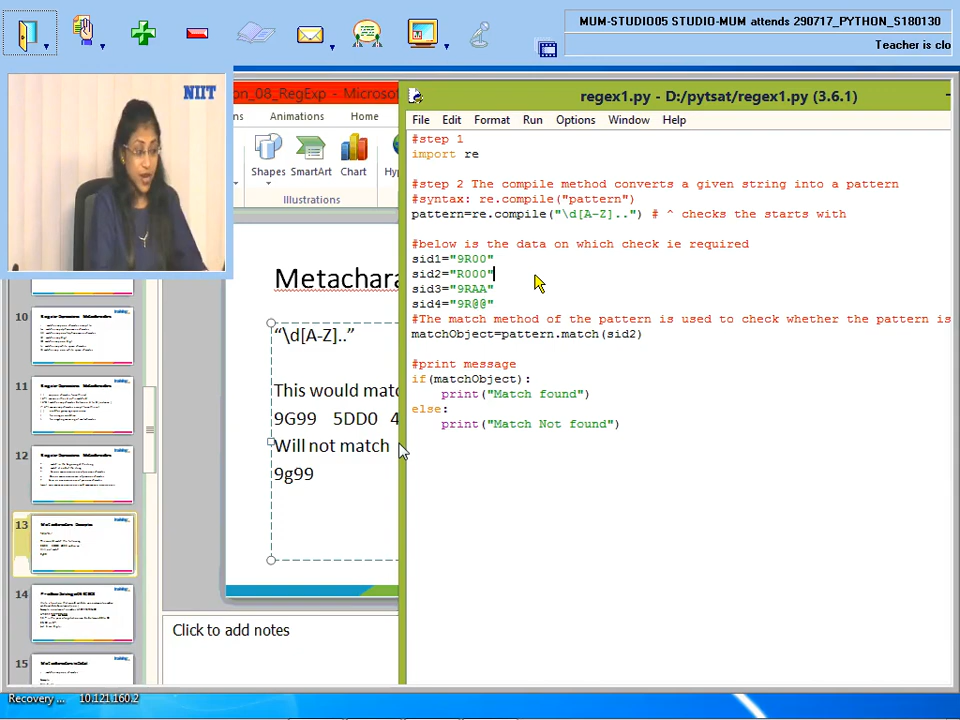 MUM-STUDIO05 STUDIO-MUM attends 290717_PYTHON_S180130
Teacher is clo
NIIT
on_08_RegExp - Microsoft
ns Animations Home
Shapes SmartArt Chart
Illustrations
Metachara
"\d[A-Z].."
This would matc
9G99 5DD0 4
Will not match
9g99
10
11
12
13
14
15
Click to add notes
regex1.py - D:/pytsat/regex1.py (3.6.1)
File Edit Format Run Options Window Help
#step 1
import re
#step 2 The compile method converts a given string into a pattern
#syntax: re.compile("pattern")
pattern=re.compile("\d[A-Z]..") # ^ checks the starts with
#below is the data on which check ie required
sid1="9R00"
sid2="R000"
sid3="9RAA"
sid4="9R@@"
#The match method of the pattern is used to check whether the pattern is
matchObject=pattern.match(sid2)
#print message
if(matchObject):
    print("Match found")
else:
    print("Match Not found")
Recovery ... 10.121.160.2